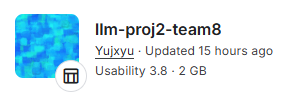 llm-proj2-team8
Yujxyu · Updated 15 hours ago
Usability 3.8 · 2 GB